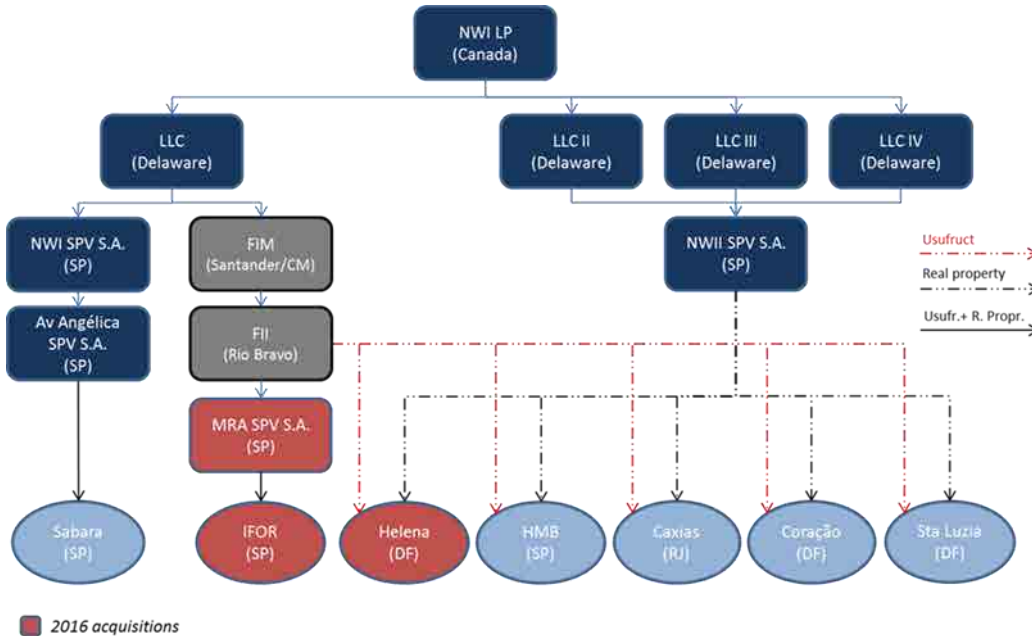 NWI LP
(Canada)
LLC
(Delaware)
LLC II
(Delaware)
LLC III
(Delaware)
LLC IV
(Delaware)
NWI SPV S.A.
(SP)
FIM
(Santander/CM)
NWII SPV S.A.
(SP)
Usufruct
Real property
Usufr.+ R. Propr.
Av Angélica
SPV S.A.
(SP)
FII
(Rio Bravo)
MRA SPV S.A.
(SP)
Sabara
(SP)
IFOR
(SP)
Helena
(DF)
HMB
(SP)
Caxias
(RJ)
Coração
(DF)
Sta Luzia
(DF)
2016 acquisitions